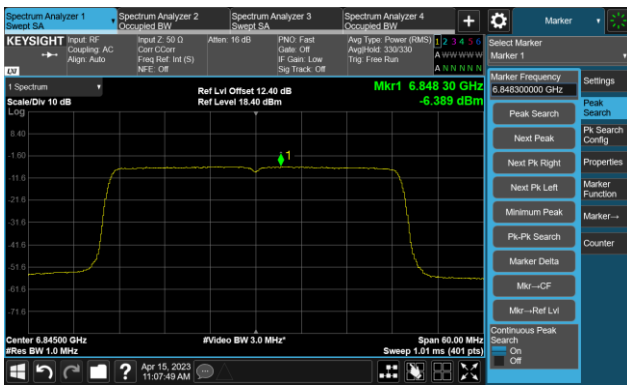 Spectrum Analyzer 1
Swept SA
Spectrum Analyzer 2
Occupied BW
Spectrum Analyzer 3
Swept SA
Spectrum Analyzer 4
Occupied BW
+
Marker
KEYSIGHT
Input: RF
Coupling: AC
Align: Auto
Input Z: 50 Ω
Corr CCorr
Freq Ref: Int (S)
NFE: Off
Atten: 16 dB
PNO: Fast
Gate: Off
IF Gain: Low
Sig Track: Off
Avg Type: Power (RMS)
Avg|Hold: 330/330
Trig: Free Run
1 2 3 4 5 6
A W W W W W
A N N N N N
LXI
Select Marker
Marker 1
1 Spectrum
Scale/Div 10 dB
Log
Ref Lvl Offset 12.40 dB
Ref Level 18.40 dBm
Mkr1 6.848 30 GHz
-6.389 dBm
8.40
-1.60
-11.6
-21.6
-31.6
-41.6
-51.6
-61.6
-71.6
1
Center 6.84500 GHz
#Res BW 1.0 MHz
#Video BW 3.0 MHz*
Span 60.00 MHz
Sweep 1.01 ms (401 pts)
Marker Frequency
6.848300000 GHz
Peak Search
Next Peak
Next Pk Right
Next Pk Left
Minimum Peak
Pk-Pk Search
Marker Delta
Mkr→CF
Mkr→Ref Lvl
Continuous Peak
Search
On
Off
Settings
Peak
Search
Pk Search
Config
Properties
Marker
Function
Marker→
Counter
?
Apr 15, 2023
11:07:49 AM